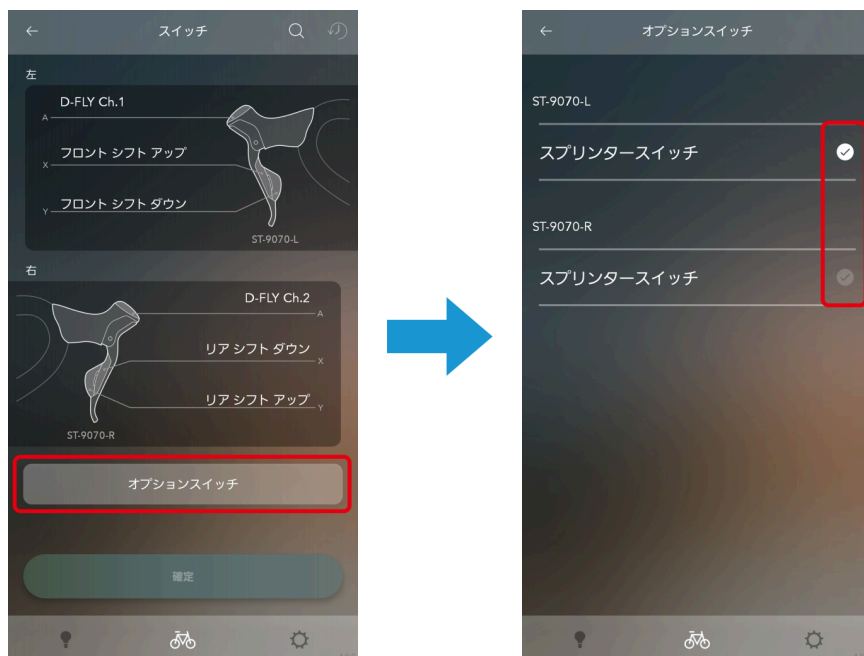 スイッチ
左
D-FLY Ch.1
A
フロント シフト アップ
X
フロント シフト ダウン
Y
ST-9070-L
右
D-FLY Ch.2
A
リア シフト ダウン
X
リア シフト アップ
Y
ST-9070-R
オプションスイッチ
確定
オプションスイッチ
ST-9070-L
スプリンタースイッチ
ST-9070-R
スプリンタースイッチ